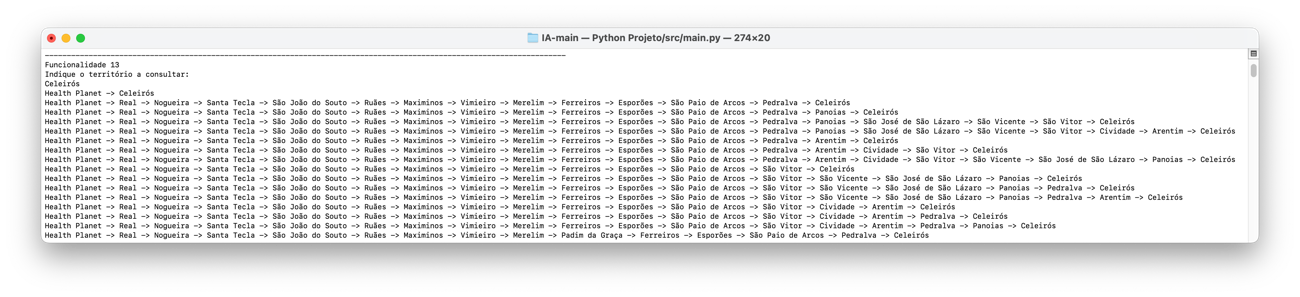 IA-main — Python Projeto/src/main.py — 274×20
Funcionalidade 13
Indique o território a consultar:
Celeirós
Health Planet -> Celeirós
Health Planet -> Real -> Nogueira -> Santa Tecla -> São João do Souto -> Ruães -> Maximinos -> Vimieiro -> Merelim -> Ferreiros -> Esporões -> São Paio de Arcos -> Pedralva -> Celeirós
Health Planet -> Real -> Nogueira -> Santa Tecla -> São João do Souto -> Ruães -> Maximinos -> Vimieiro -> Merelim -> Ferreiros -> Esporões -> São Paio de Arcos -> Pedralva -> Panoias -> Celeirós
Health Planet -> Real -> Nogueira -> Santa Tecla -> São João do Souto -> Ruães -> Maximinos -> Vimieiro -> Merelim -> Ferreiros -> Esporões -> São Paio de Arcos -> Pedralva -> Panoias -> São José de São Lázaro -> São Vicente -> São Vitor -> Celeirós
Health Planet -> Real -> Nogueira -> Santa Tecla -> São João do Souto -> Ruães -> Maximinos -> Vimieiro -> Merelim -> Ferreiros -> Esporões -> São Paio de Arcos -> Pedralva -> Panoias -> São José de São Lázaro -> São Vicente -> São Vitor -> Cividade -> Arentim -> Celeirós
Health Planet -> Real -> Nogueira -> Santa Tecla -> São João do Souto -> Ruães -> Maximinos -> Vimieiro -> Merelim -> Ferreiros -> Esporões -> São Paio de Arcos -> Pedralva -> Arentim -> Celeirós
Health Planet -> Real -> Nogueira -> Santa Tecla -> São João do Souto -> Ruães -> Maximinos -> Vimieiro -> Merelim -> Ferreiros -> Esporões -> São Paio de Arcos -> Pedralva -> Arentim -> Cividade -> São Vitor -> Celeirós
Health Planet -> Real -> Nogueira -> Santa Tecla -> São João do Souto -> Ruães -> Maximinos -> Vimieiro -> Merelim -> Ferreiros -> Esporões -> São Paio de Arcos -> Pedralva -> Arentim -> Cividade -> São Vitor -> São Vicente -> São José de São Lázaro -> Panoias -> Celeirós
Health Planet -> Real -> Nogueira -> Santa Tecla -> São João do Souto -> Ruães -> Maximinos -> Vimieiro -> Merelim -> Ferreiros -> Esporões -> São Paio de Arcos -> São Vitor -> Celeirós
Health Planet -> Real -> Nogueira -> Santa Tecla -> São João do Souto -> Ruães -> Maximinos -> Vimieiro -> Merelim -> Ferreiros -> Esporões -> São Paio de Arcos -> São Vitor -> São Vicente -> São José de São Lázaro -> Panoias -> Celeirós
Health Planet -> Real -> Nogueira -> Santa Tecla -> São João do Souto -> Ruães -> Maximinos -> Vimieiro -> Merelim -> Ferreiros -> Esporões -> São Paio de Arcos -> São Vitor -> São Vicente -> São José de São Lázaro -> Panoias -> Pedralva -> Celeirós
Health Planet -> Real -> Nogueira -> Santa Tecla -> São João do Souto -> Ruães -> Maximinos -> Vimieiro -> Merelim -> Ferreiros -> Esporões -> São Paio de Arcos -> São Vitor -> São Vicente -> São José de São Lázaro -> Panoias -> Pedralva -> Arentim -> Celeirós
Health Planet -> Real -> Nogueira -> Santa Tecla -> São João do Souto -> Ruães -> Maximinos -> Vimieiro -> Merelim -> Ferreiros -> Esporões -> São Paio de Arcos -> São Vitor -> Cividade -> Arentim -> Celeirós
Health Planet -> Real -> Nogueira -> Santa Tecla -> São João do Souto -> Ruães -> Maximinos -> Vimieiro -> Merelim -> Ferreiros -> Esporões -> São Paio de Arcos -> São Vitor -> Cividade -> Arentim -> Pedralva -> Celeirós
Health Planet -> Real -> Nogueira -> Santa Tecla -> São João do Souto -> Ruães -> Maximinos -> Vimieiro -> Merelim -> Ferreiros -> Esporões -> São Paio de Arcos -> São Vitor -> Cividade -> Arentim -> Pedralva -> Panoias -> Celeirós
Health Planet -> Real -> Nogueira -> Santa Tecla -> São João do Souto -> Ruães -> Maximinos -> Vimieiro -> Merelim -> Padim da Graça -> Ferreiros -> Esporões -> São Paio de Arcos -> Pedralva -> Celeirós